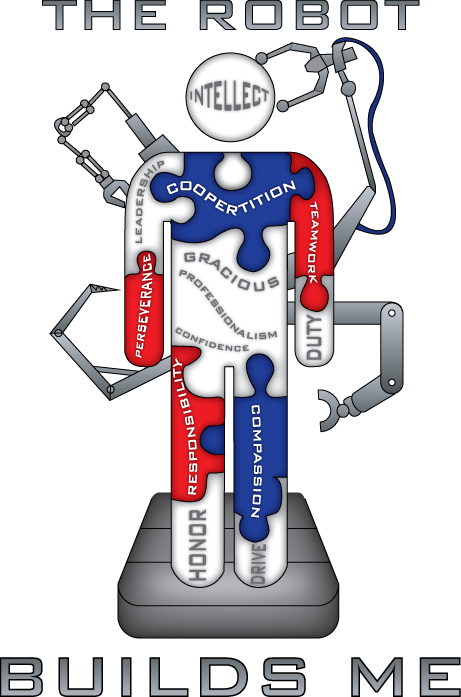 THE ROBOT
INTELLECT
LEADERSHIP
COOPERTITION
TEAMWORK
GRACIOUS
PROFESSIONALISM
PERSEVERANCE
CONFIDENCE
DUTY
RESPONSIBILITY
COMPASSION
HONOR
DRIVE
BUILDS ME